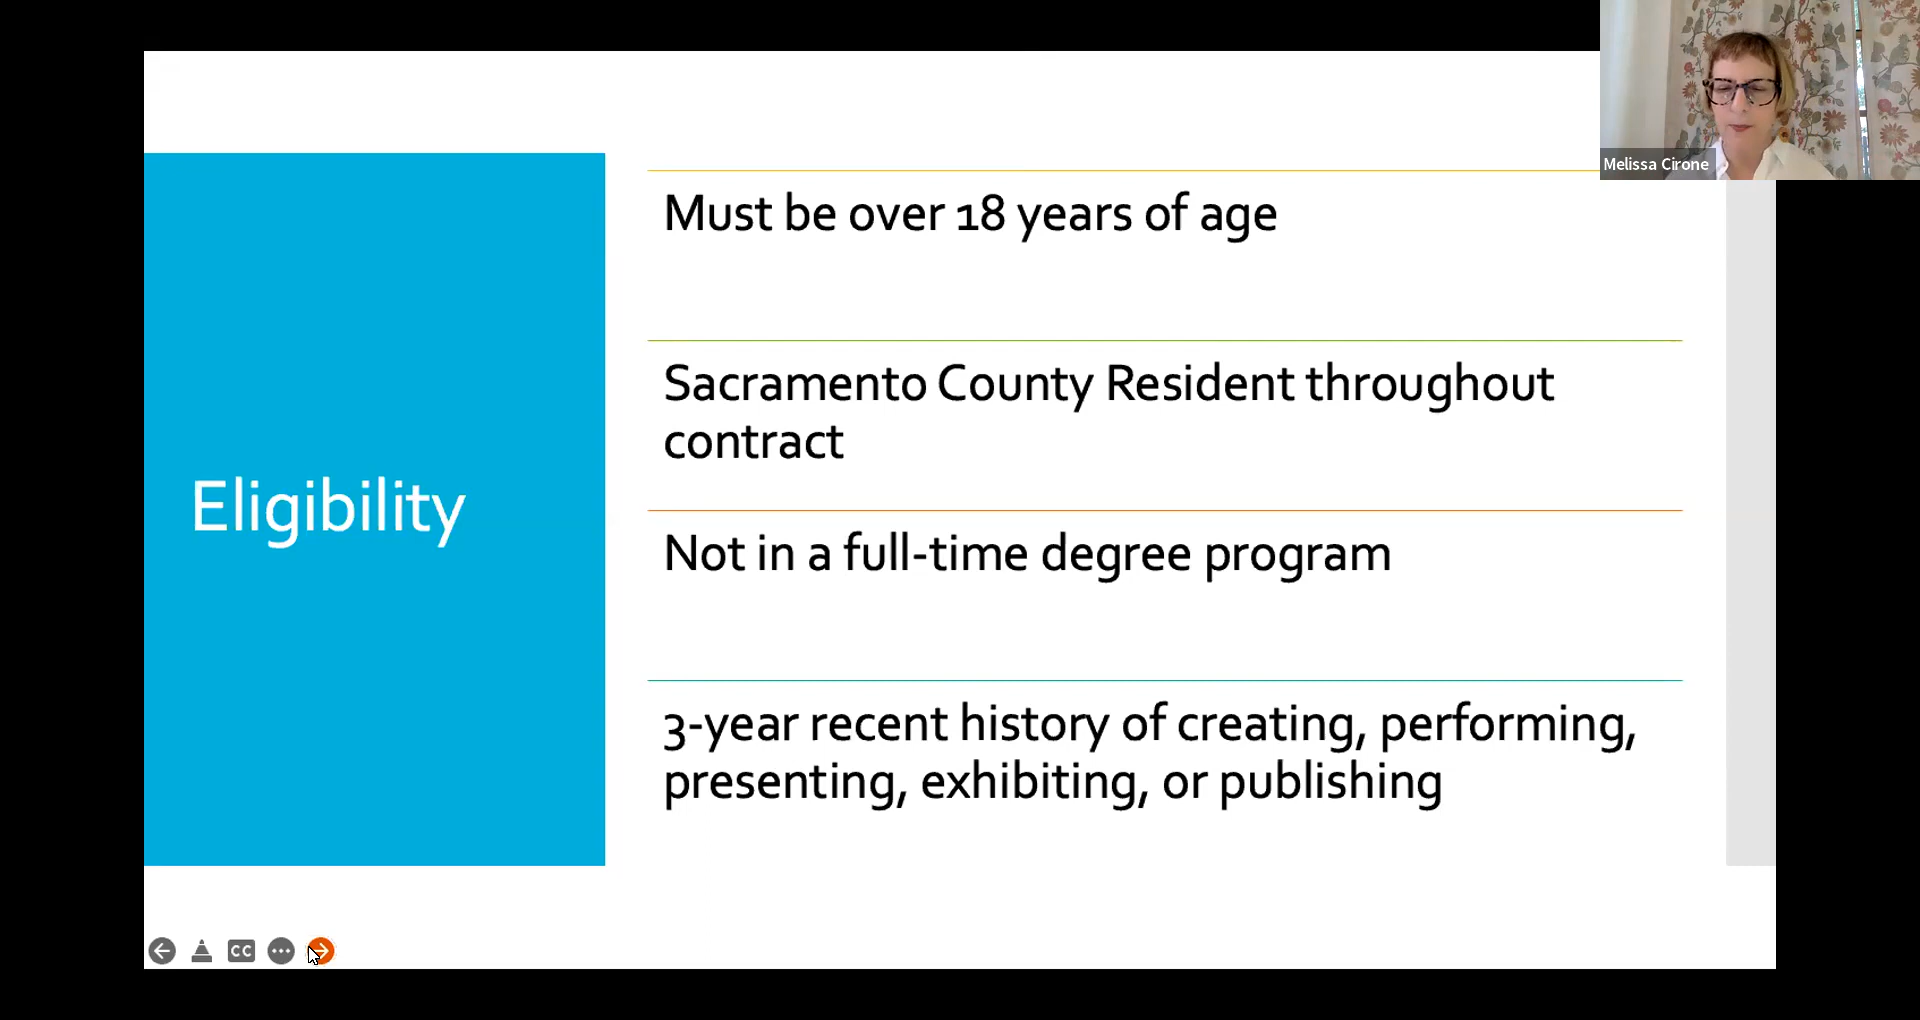 Melissa Cirone
Eligibility
Must be over 18 years of age
Sacramento County Resident throughout
contract
Not in a full-time degree program
3-year recent history of creating, performing,
presenting, exhibiting, or publishing
CC